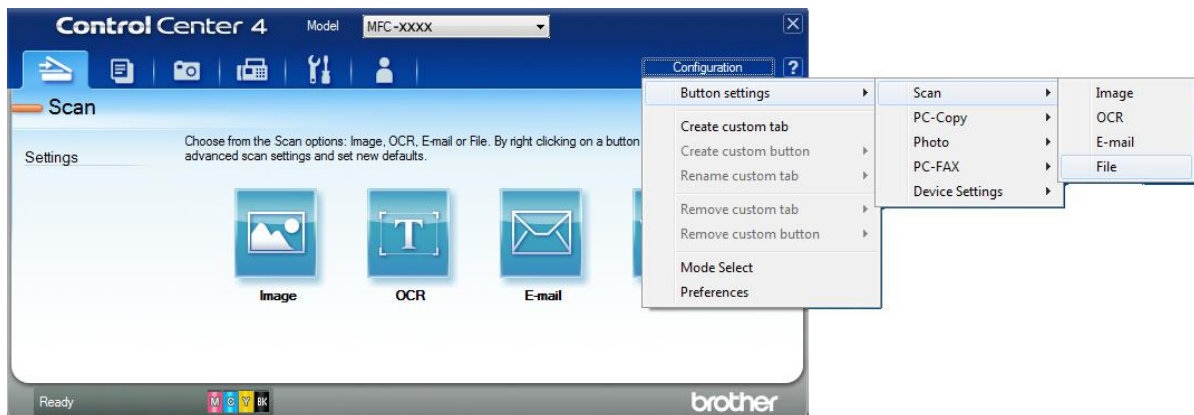 Control Center 4
Model
MFC-XXXX
Configuration
?
Scan
Settings
Choose from the Scan options: Image, OCR, E-mail or File. By right clicking on a button
advanced scan settings and set new defaults.
T
Image
OCR
E-mail
Button settings
Create custom tab
Create custom button
Rename custom tab
Remove custom tab
Remove custom button
Mode Select
Preferences
Scan
PC-Copy
Photo
PC-FAX
Device Settings
Image
OCR
E-mail
File
Ready
M C Y BK
brother